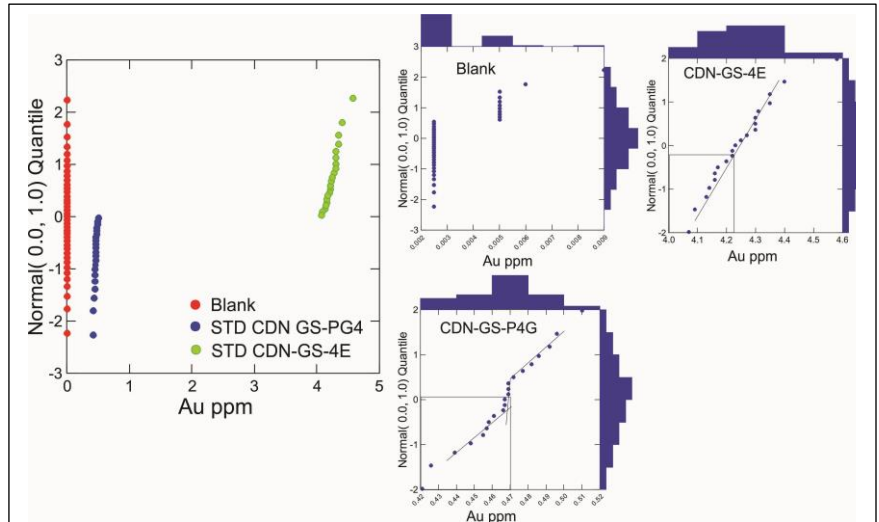 3
2
1
0
-1
-2
-3
Normal( 0.0, 1.0) Quantile
Blank
STD CDN GS-PG4
STD CDN-GS-4E
0 1 2 3 4 5
Au ppm
3
2
1
0
-1
-2
-3
Normal( 0.0, 1.0) Quantile
Blank
0.002 0.003 0.004 0.005 0.006 0.007 0.008 0.009
Au ppm
2
1
0
-1
-2
Normal( 0.0, 1.0) Quantile
CDN-GS-4E
4.0 4.1 4.2 4.3 4.4 4.5 4.6
Au ppm
2
1
0
-1
-2
Normal( 0.0, 1.0) Quantile
CDN-GS-P4G
0.42 0.43 0.44 0.45 0.46 0.47 0.48 0.49 0.50 0.51 0.52
Au ppm